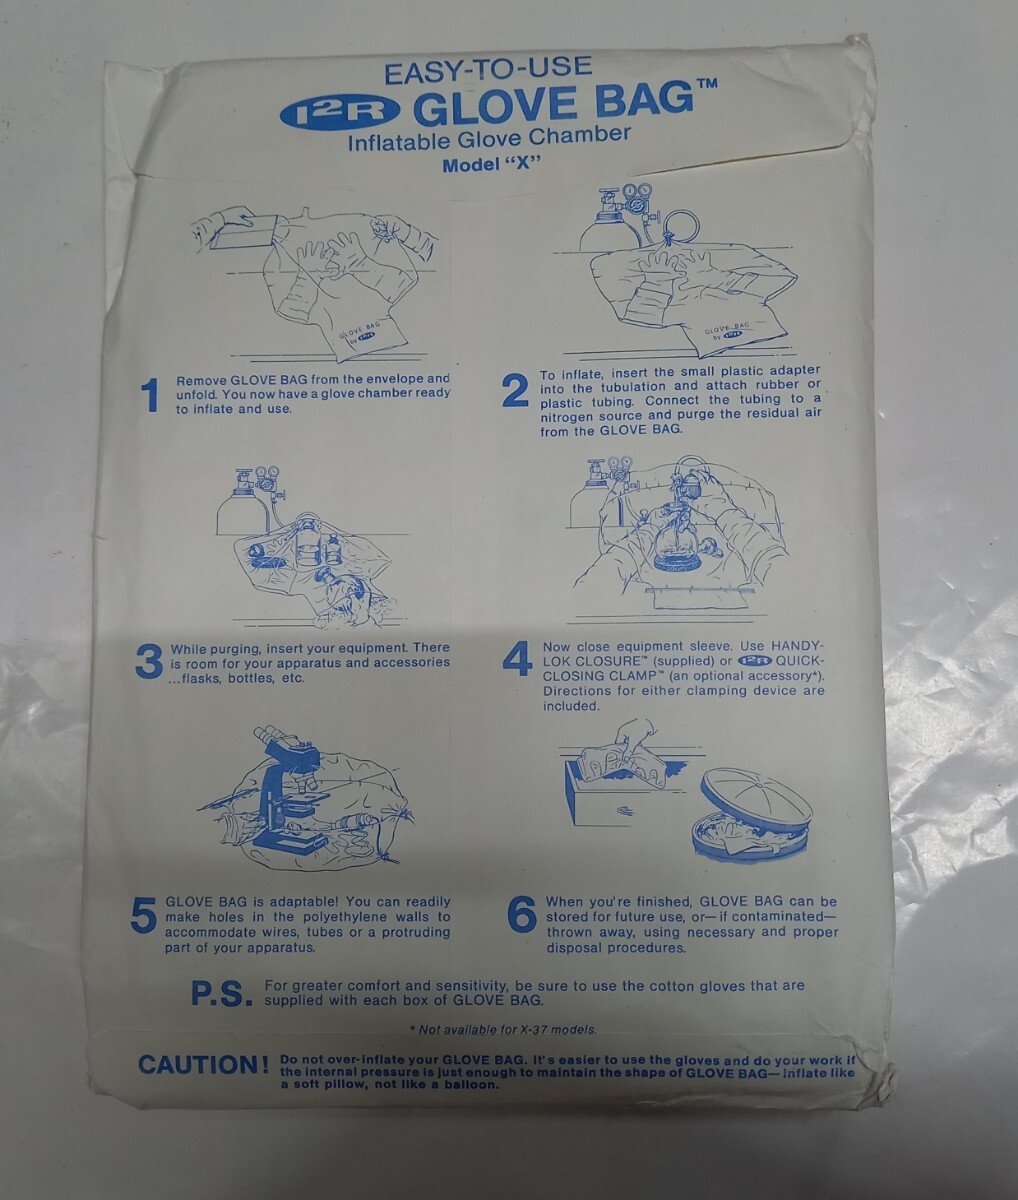 EASY-TO-USE
I2R GLOVE BAG™
Inflatable Glove Chamber
Model “X”
GLOVE BAG
by I2R
GLOVE BAG
by I2R
1 Remove GLOVE BAG from the envelope and
unfold. You now have a glove chamber ready
to inflate and use.
2 To inflate, insert the small plastic adapter
into the tubulation and attach rubber or
plastic tubing. Connect the tubing to a
nitrogen source and purge the residual air
from the GLOVE BAG.
3 While purging, insert your equipment. There
is room for your apparatus and accessories
...flasks, bottles, etc.
4 Now close equipment sleeve. Use HANDY-
LOK CLOSURE™ (supplied) or I2R QUICK-
CLOSING CLAMP™ (an optional accessory*).
Directions for either clamping device are
included.
5 GLOVE BAG is adaptable! You can readily
make holes in the polyethylene walls to
accommodate wires, tubes or a protruding
part of your apparatus.
6 When you're finished, GLOVE BAG can be
stored for future use, or—if contaminated—
thrown away, using necessary and proper
disposal procedures.
P.S. For greater comfort and sensitivity, be sure to use the cotton gloves that are
supplied with each box of GLOVE BAG.
* Not available for X-37 models.
CAUTION! Do not over-inflate your GLOVE BAG. It's easier to use the gloves and do your work if
the internal pressure is just enough to maintain the shape of GLOVE BAG—inflate like
a soft pillow, not like a balloon.